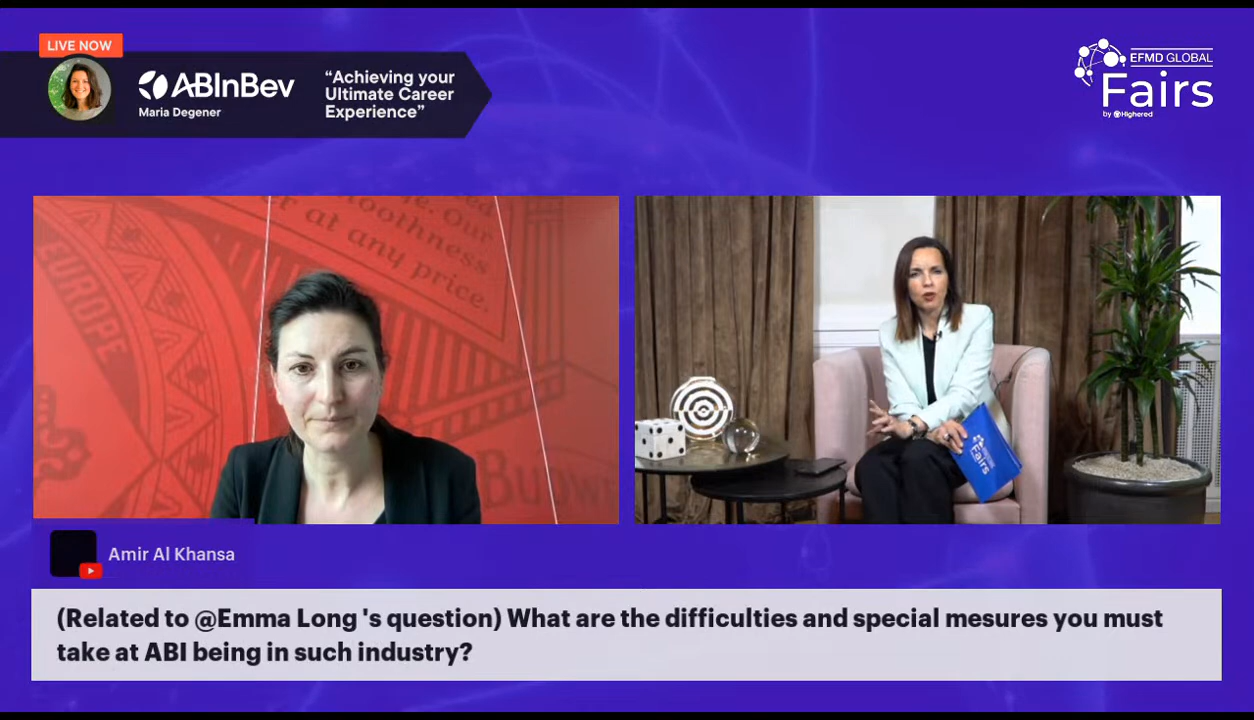 LIVE NOW
ABInBev
Maria Degener
“Achieving your
Ultimate Career
Experience”
EFMD GLOBAL
Fairs
by Highered
Our
oothness
at any price.
EUROPE
BUDW
Fairs
Amir Al Khansa
(Related to @Emma Long 's question) What are the difficulties and special mesures you must
take at ABI being in such industry?